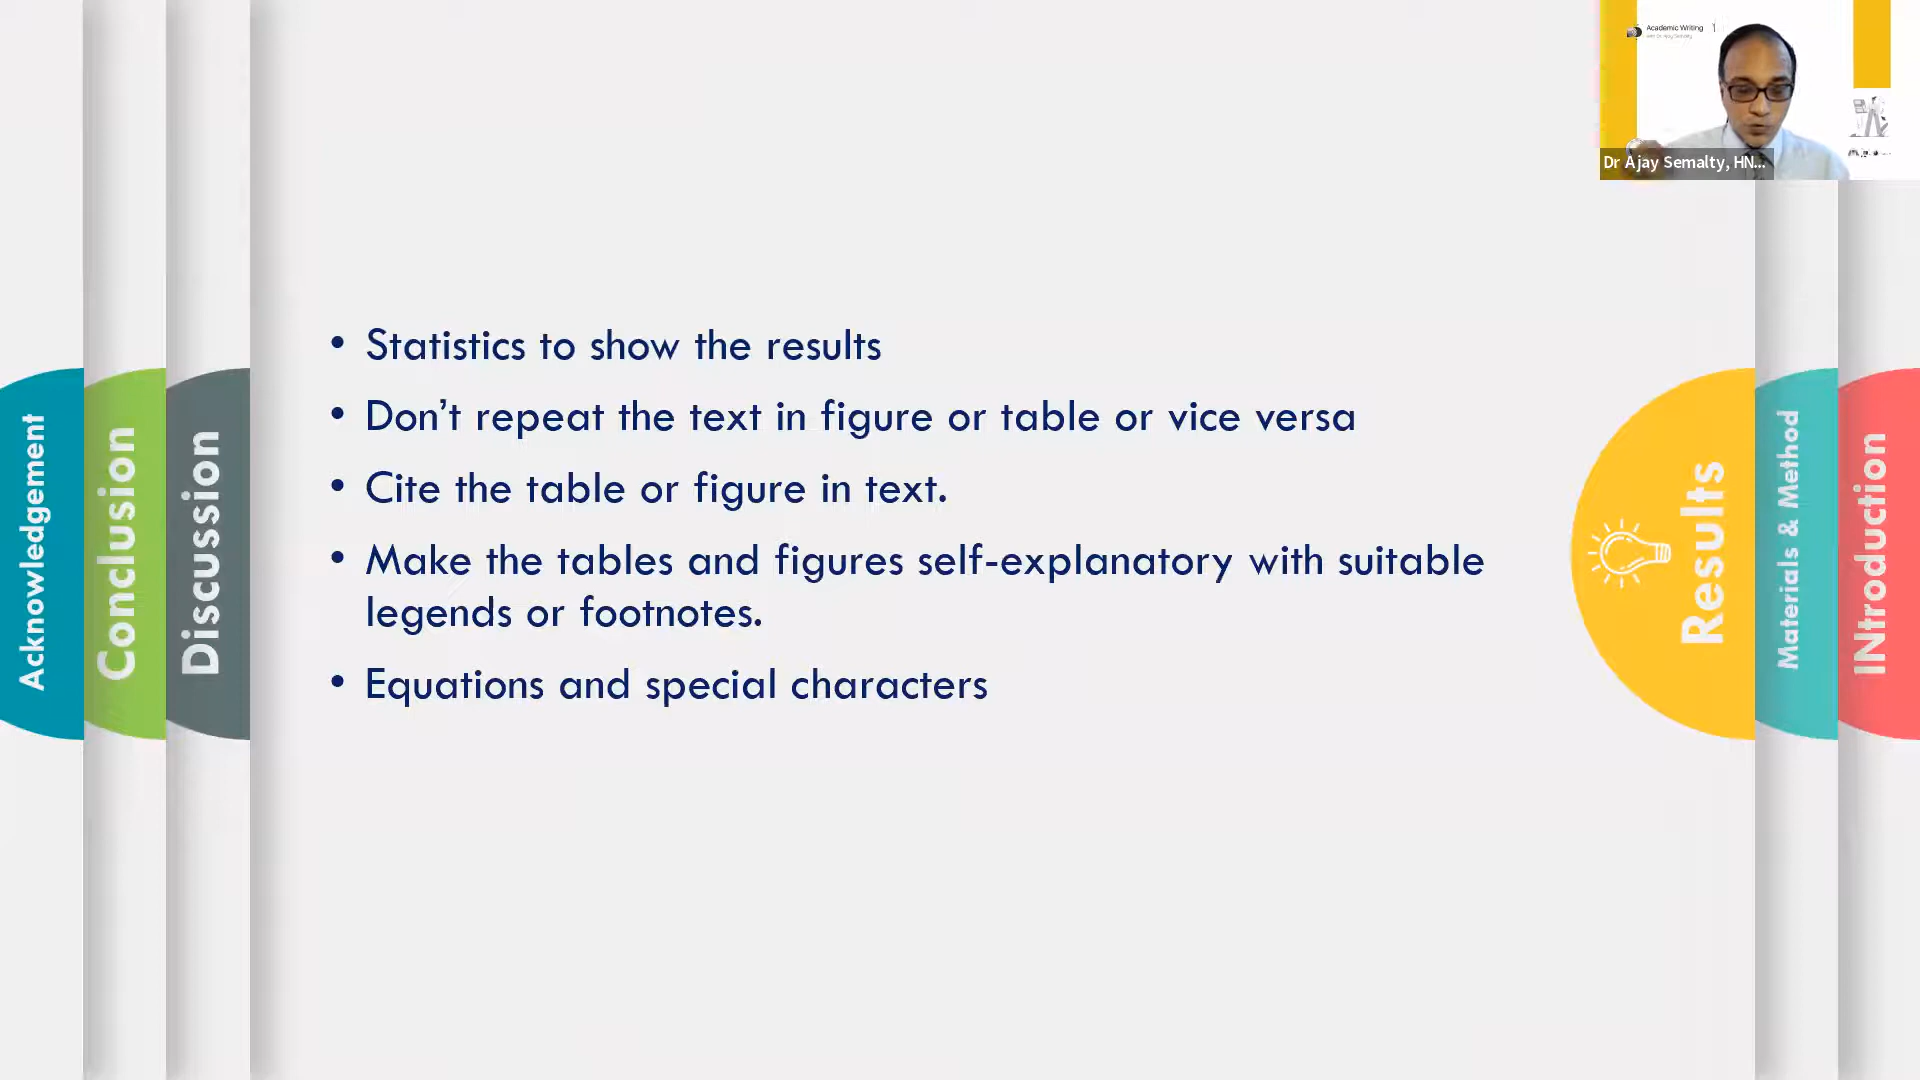 Academic Writing
Dr Ajay Semalty, HN...
Acknowledgement
Conclusion
Discussion
• Statistics to show the results
• Don’t repeat the text in figure or table or vice versa
• Cite the table or figure in text.
• Make the tables and figures self-explanatory with suitable
legends or footnotes.
• Equations and special characters
Results
Materials & Method
INtroduction